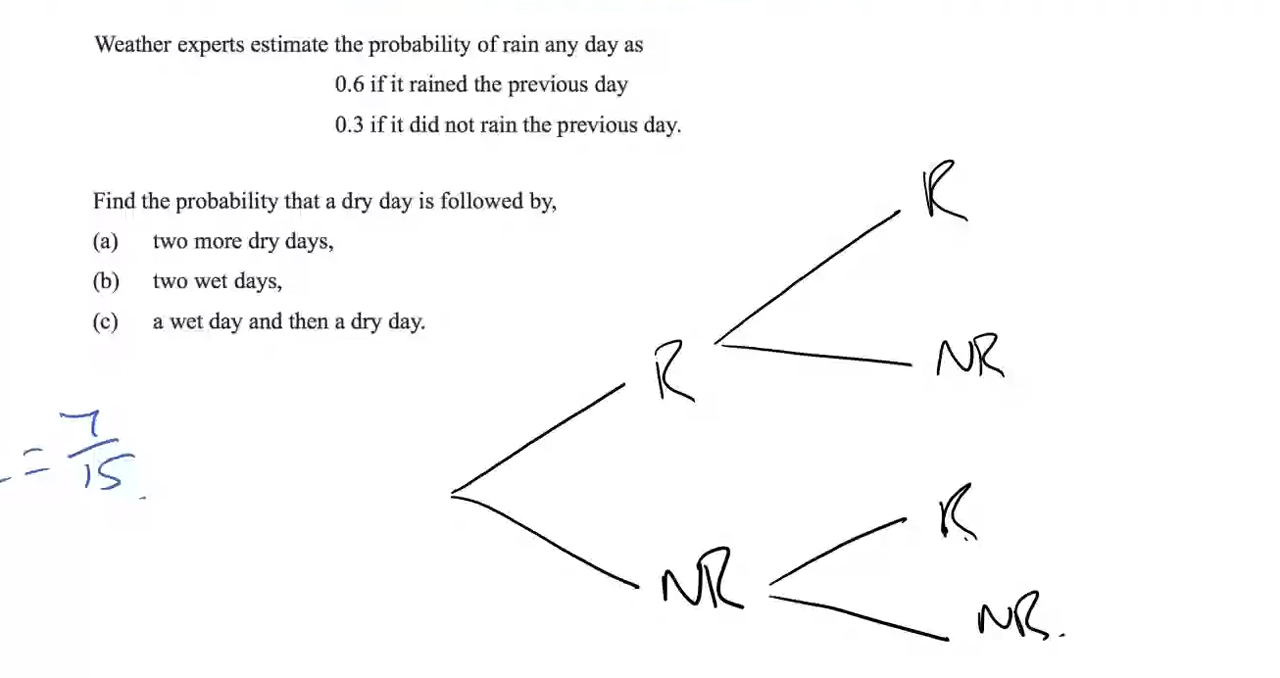 Weather experts estimate the probability of rain any day as
0.6 if it rained the previous day
0.3 if it did not rain the previous day.
Find the probability that a dry day is followed by,
(a) two more dry days,
(b) two wet days,
(c) a wet day and then a dry day.
R
NR
R
= 7/15.
R
NR
NR.